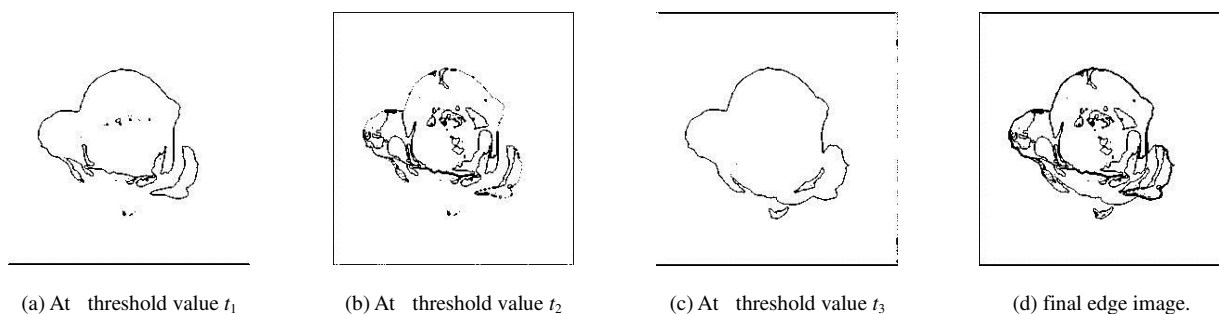 (a) At threshold value t₁
(b) At threshold value t₂
(c) At threshold value t₃
(d) final edge image.